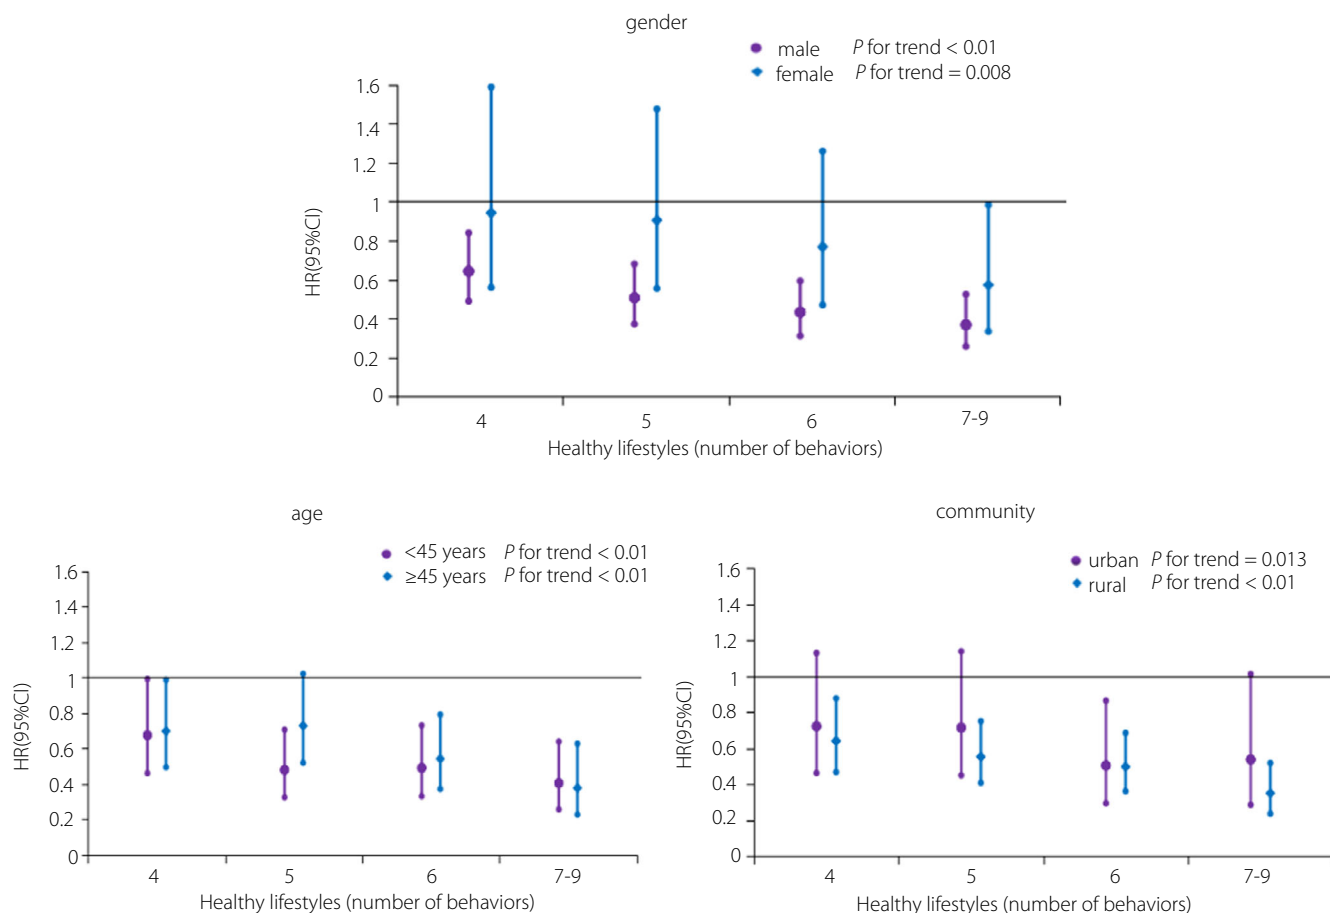 gender
male P for trend < 0.01
female P for trend = 0.008
1.6
1.4
1.2
1
0.8
0.6
0.4
0.2
0
HR(95%CI)
4 5 6 7-9
Healthy lifestyles (number of behaviors)
age
<45 years P for trend < 0.01
≥45 years P for trend < 0.01
1.6
1.4
1.2
1
0.8
0.6
0.4
0.2
0
HR(95%CI)
4 5 6 7-9
Healthy lifestyles (number of behaviors)
community
urban P for trend = 0.013
rural P for trend < 0.01
1.6
1.4
1.2
1
0.8
0.6
0.4
0.2
0
HR(95%CI)
4 5 6 7-9
Healthy lifestyles (number of behaviors)